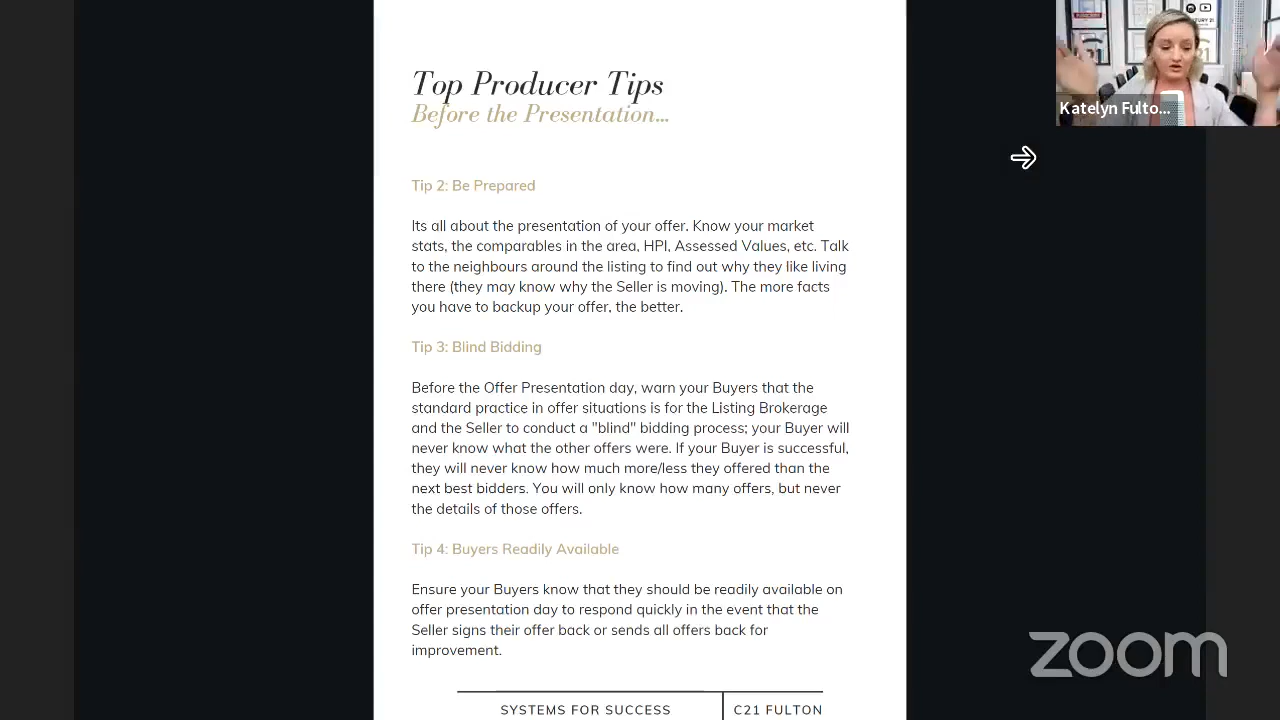 Top Producer Tips
Before the Presentation...
Tip 2: Be Prepared
Its all about the presentation of your offer. Know your market
stats, the comparables in the area, HPI, Assessed Values, etc. Talk
to the neighbours around the listing to find out why they like living
there (they may know why the Seller is moving). The more facts
you have to backup your offer, the better.
Tip 3: Blind Bidding
Before the Offer Presentation day, warn your Buyers that the
standard practice in offer situations is for the Listing Brokerage
and the Seller to conduct a "blind" bidding process; your Buyer will
never know what the other offers were. If your Buyer is successful,
they will never know how much more/less they offered than the
next best bidders. You will only know how many offers, but never
the details of those offers.
Tip 4: Buyers Readily Available
Ensure your Buyers know that they should be readily available on
offer presentation day to respond quickly in the event that the
Seller signs their offer back or sends all offers back for
improvement.
SYSTEMS FOR SUCCESS
C21 FULTON
Katelyn Fulto...
zoom